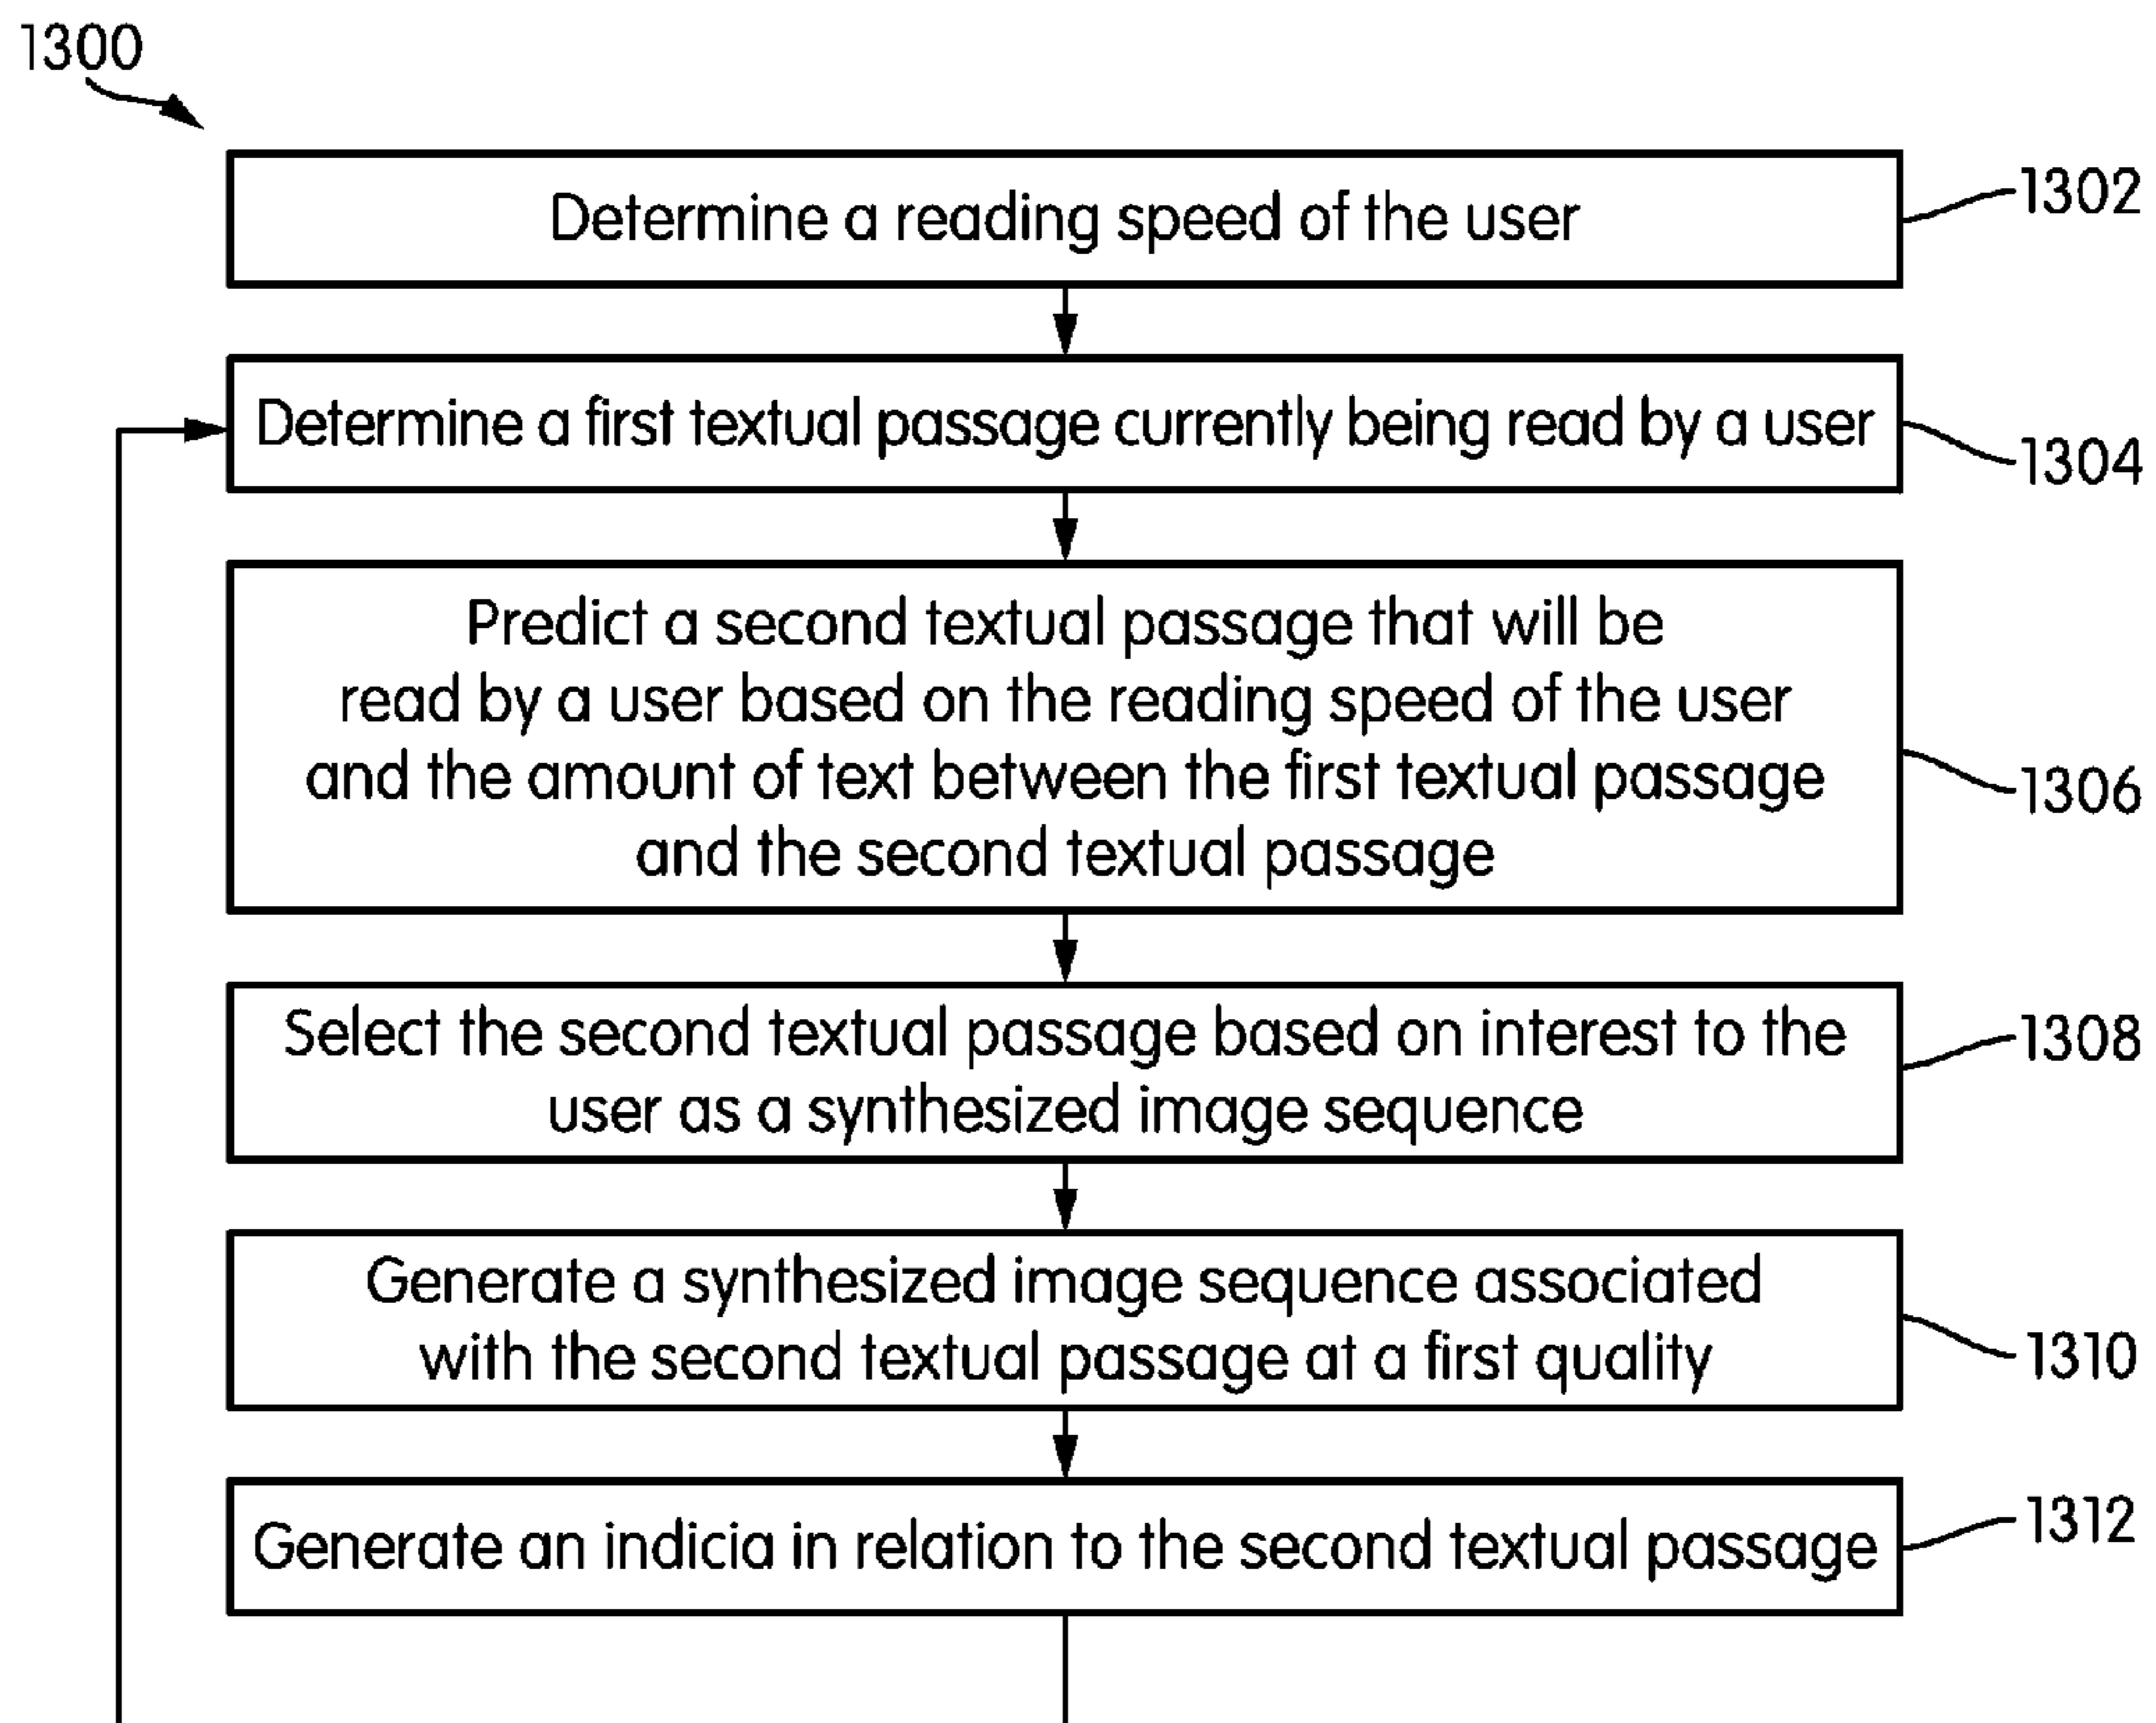 1300
Determine a reading speed of the user
1302
Determine a first textual passage currently being read by a user
1304
Predict a second textual passage that will be
read by a user based on the reading speed of the user
and the amount of text between the first textual passage
and the second textual passage
1306
Select the second textual passage based on interest to the
user as a synthesized image sequence
1308
Generate a synthesized image sequence associated
with the second textual passage at a first quality
1310
Generate an indicia in relation to the second textual passage
1312